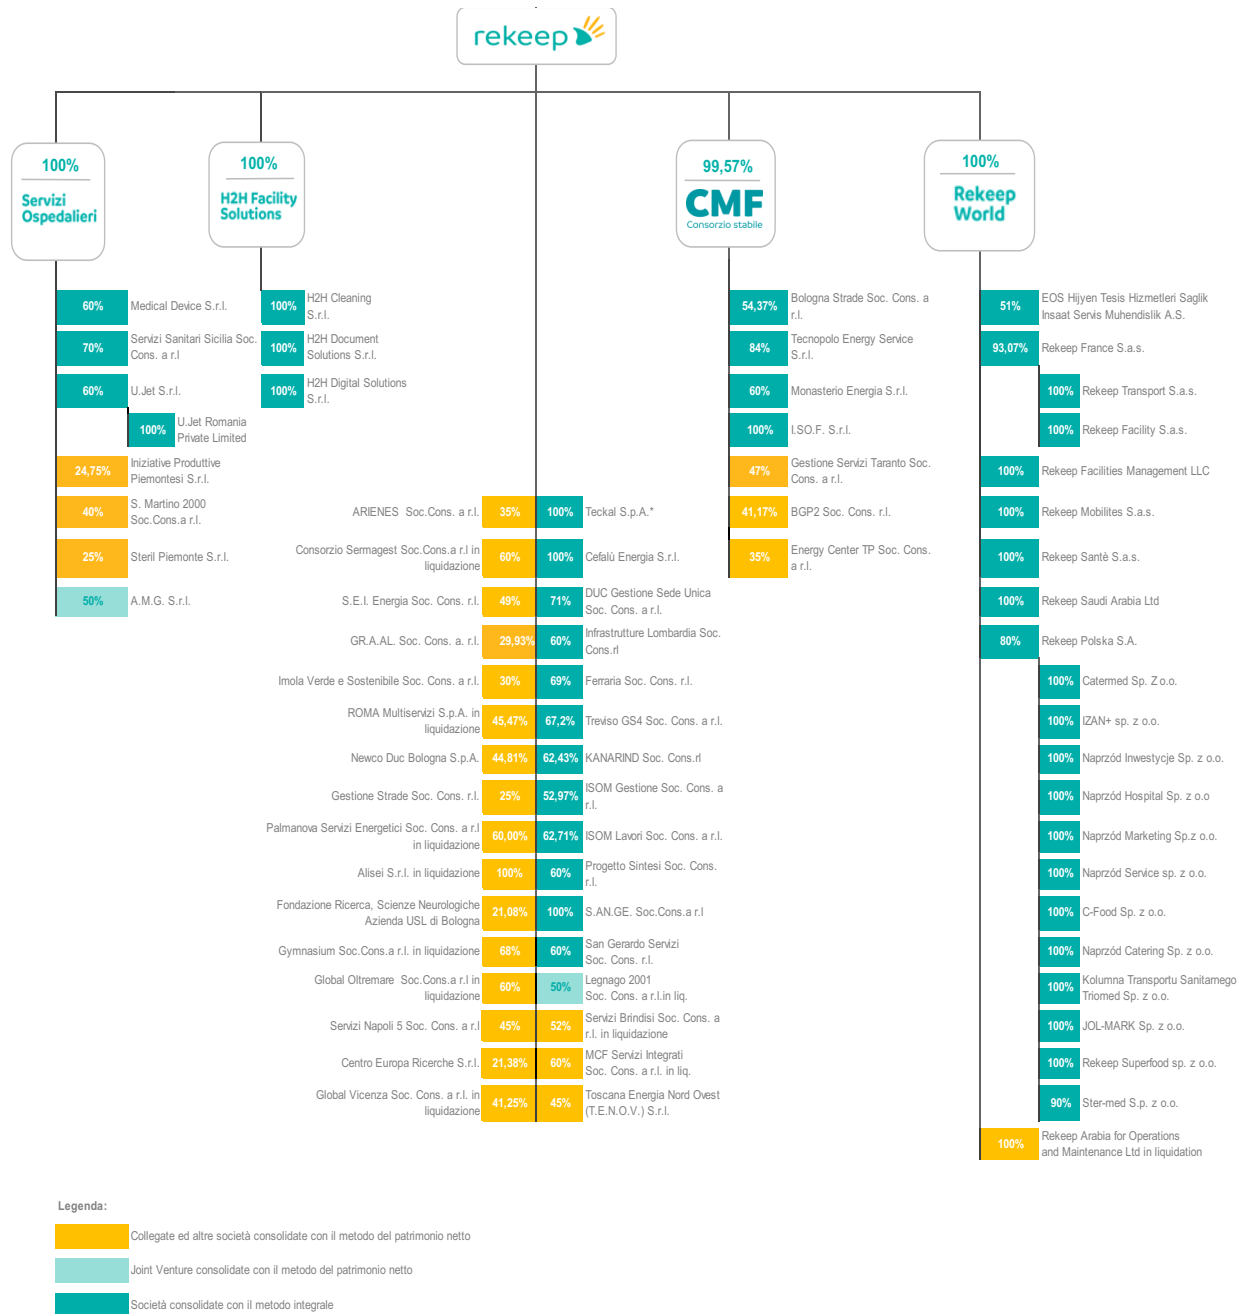 rekeep
100%
Servizi
Ospedalieri
60%
Medical Device S.r.l.
70%
Servizi Sanitari Sicilia Soc.
Cons. a r.l
60%
U.Jet S.r.l.
100%
U.Jet Romania
Private Limited
24,75%
Iniziative Produttive
Piemontesi S.r.l.
40%
S. Martino 2000
Soc.Cons.a r.l.
25%
Steril Piemonte S.r.l.
50%
A.M.G. S.r.l.
100%
H2H Facility
Solutions
100%
H2H Cleaning
S.r.l.
100%
H2H Document
Solutions S.r.l.
100%
H2H Digital Solutions
S.r.l.
ARIENES Soc.Cons. a r.l.
35%
100%
Teckal S.p.A.*
Consorzio Sermagest Soc.Cons.a r.l in
liquidazione
60%
100%
Cefalù Energia S.r.l.
S.E.I. Energia Soc. Cons. r.l.
49%
71%
DUC Gestione Sede Unica
Soc. Cons. a r.l.
GR.A.AL. Soc. Cons. a. r.l.
29,93%
60%
Infrastrutture Lombardia Soc.
Cons.rl
Imola Verde e Sostenibile Soc. Cons. a r.l.
30%
69%
Ferraria Soc. Cons. r.l.
ROMA Multiservizi S.p.A. in
liquidazione
45,47%
67,2%
Treviso GS4 Soc. Cons. a r.l.
Newco Duc Bologna S.p.A.
44,81%
62,43%
KANARIND Soc. Cons.rl
Gestione Strade Soc. Cons. r.l.
25%
52,97%
ISOM Gestione Soc. Cons. a
r.l.
Palmanova Servizi Energetici Soc. Cons. a r.l
in liquidazione
60,00%
62,71%
ISOM Lavori Soc. Cons. a r.l.
Alisei S.r.l. in liquidazione
100%
60%
Progetto Sintesi Soc. Cons.
r.l.
Fondazione Ricerca, Scienze Neurologiche
Azienda USL di Bologna
21,08%
100%
S.AN.GE. Soc.Cons.a r.l
Gymnasium Soc.Cons.a r.l. in liquidazione
68%
60%
San Gerardo Servizi
Soc. Cons. r.l.
Global Oltremare Soc.Cons.a r.l in
liquidazione
60%
50%
Legnago 2001
Soc. Cons. a r.l.in liq.
Servizi Napoli 5 Soc. Cons. a r.l
45%
52%
Servizi Brindisi Soc. Cons. a
r.l. in liquidazione
Centro Europa Ricerche S.r.l.
21,38%
60%
MCF Servizi Integrati
Soc. Cons. a r.l. in liq.
Global Vicenza Soc. Cons. a r.l. in
liquidazione
41,25%
45%
Toscana Energia Nord Ovest
(T.E.N.O.V.) S.r.l.
99,57%
CMF
Consorzio stabile
54,37%
Bologna Strade Soc. Cons. a
r.l.
84%
Tecnopolo Energy Service
S.r.l.
60%
Monasterio Energia S.r.l.
100%
I.SO.F. S.r.l.
47%
Gestione Servizi Taranto Soc.
Cons. a r.l.
41,17%
BGP2 Soc. Cons. r.l.
35%
Energy Center TP Soc. Cons.
a r.l.
100%
Rekeep
World
51%
EOS Hijyen Tesis Hizmetleri Saglik
Insaat Servis Muhendislik A.S.
93,07%
Rekeep France S.a.s.
100%
Rekeep Transport S.a.s.
100%
Rekeep Facility S.a.s.
100%
Rekeep Facilities Management LLC
100%
Rekeep Mobilites S.a.s.
100%
Rekeep Santè S.a.s.
100%
Rekeep Saudi Arabia Ltd
80%
Rekeep Polska S.A.
100%
Catermed Sp. Z o.o.
100%
IZAN+ sp. z o.o.
100%
Naprzód Inwestycje Sp. z o.o.
100%
Naprzód Hospital Sp. z o.o
100%
Naprzód Marketing Sp.z o.o.
100%
Naprzód Service sp. z o.o.
100%
C-Food Sp. z o.o.
100%
Naprzód Catering Sp. z o.o.
100%
Kolumna Transportu Sanitarnego
Triomed Sp. z o.o.
100%
JOL-MARK Sp. z o.o.
100%
Rekeep Superfood sp. z o.o.
90%
Ster-med S.p. z o.o.
100%
Rekeep Arabia for Operations
and Maintenance Ltd in liquidation
Legenda:
Collegate ed altre società consolidate con il metodo del patrimonio netto
Joint Venture consolidate con il metodo del patrimonio netto
Società consolidate con il metodo integrale